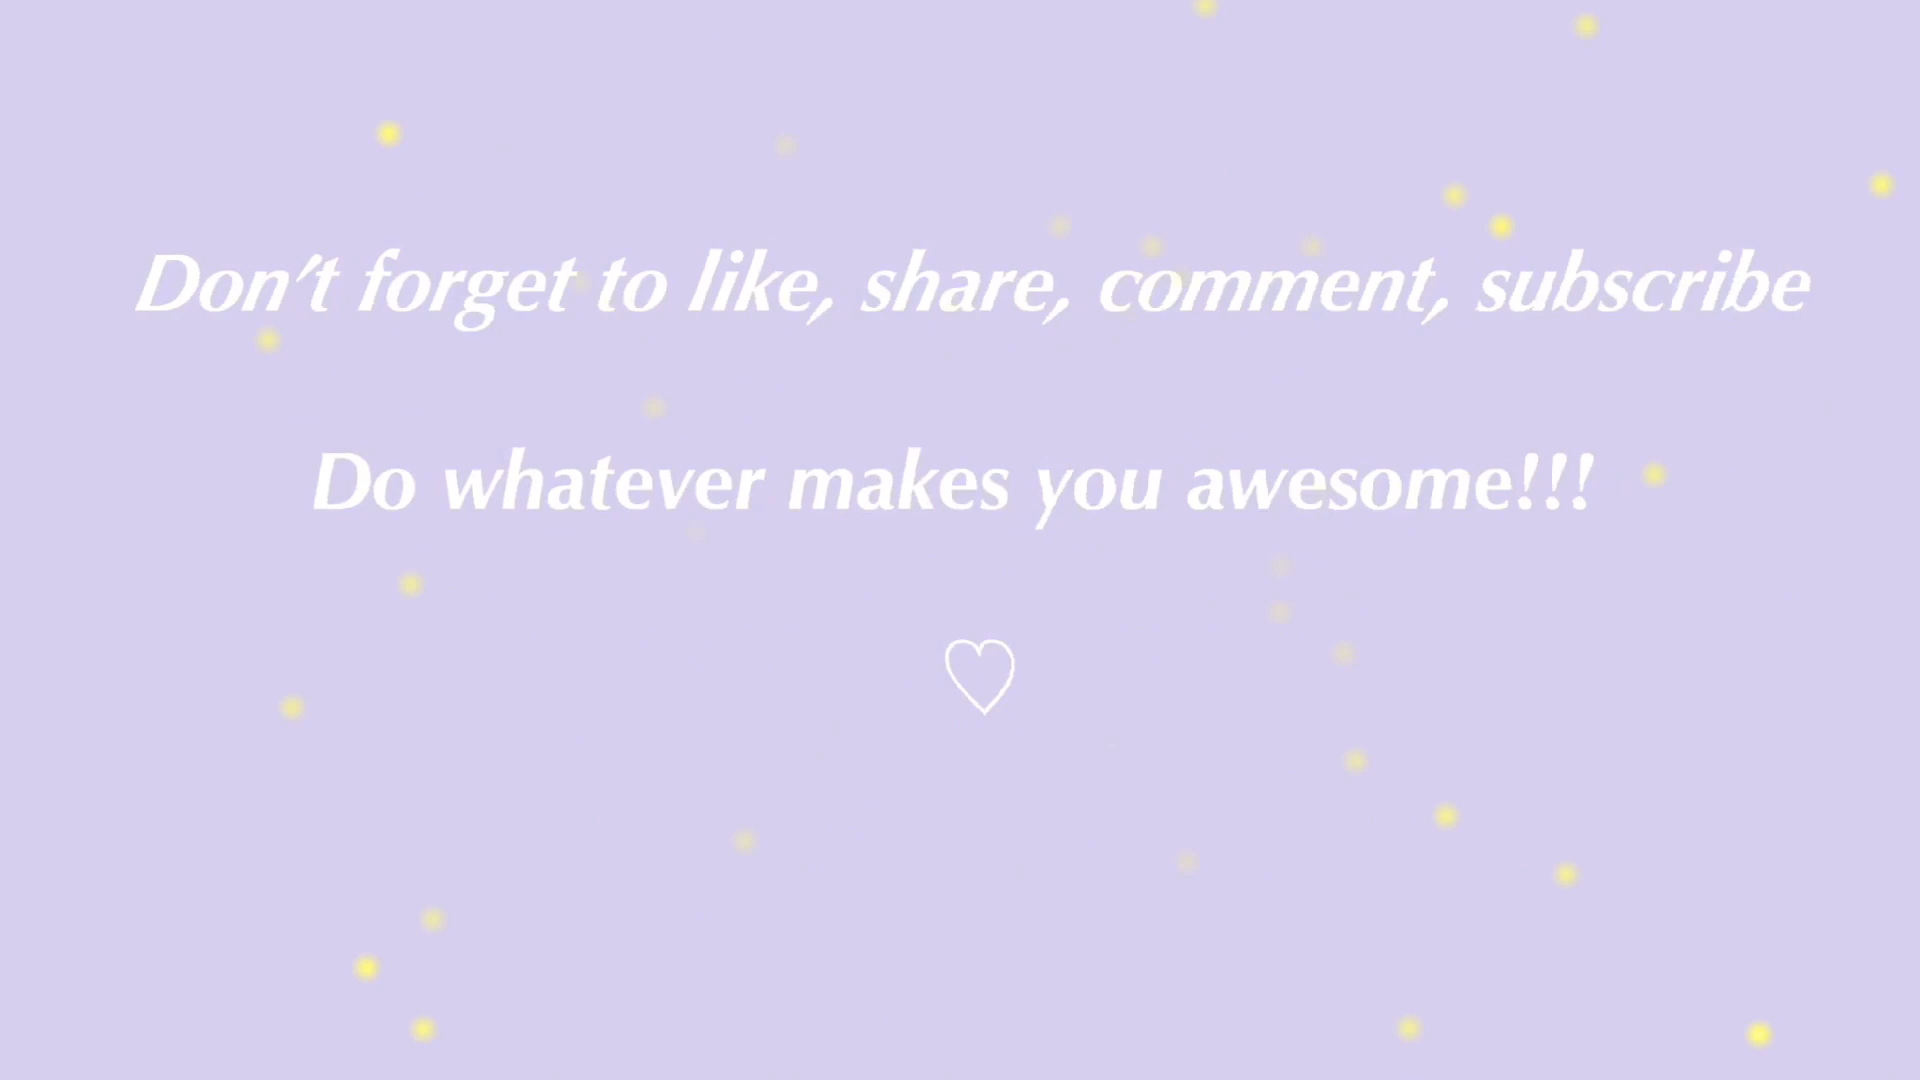 Don't forget to like, share, comment, subscribe
Do whatever makes you awesome!!!
♡